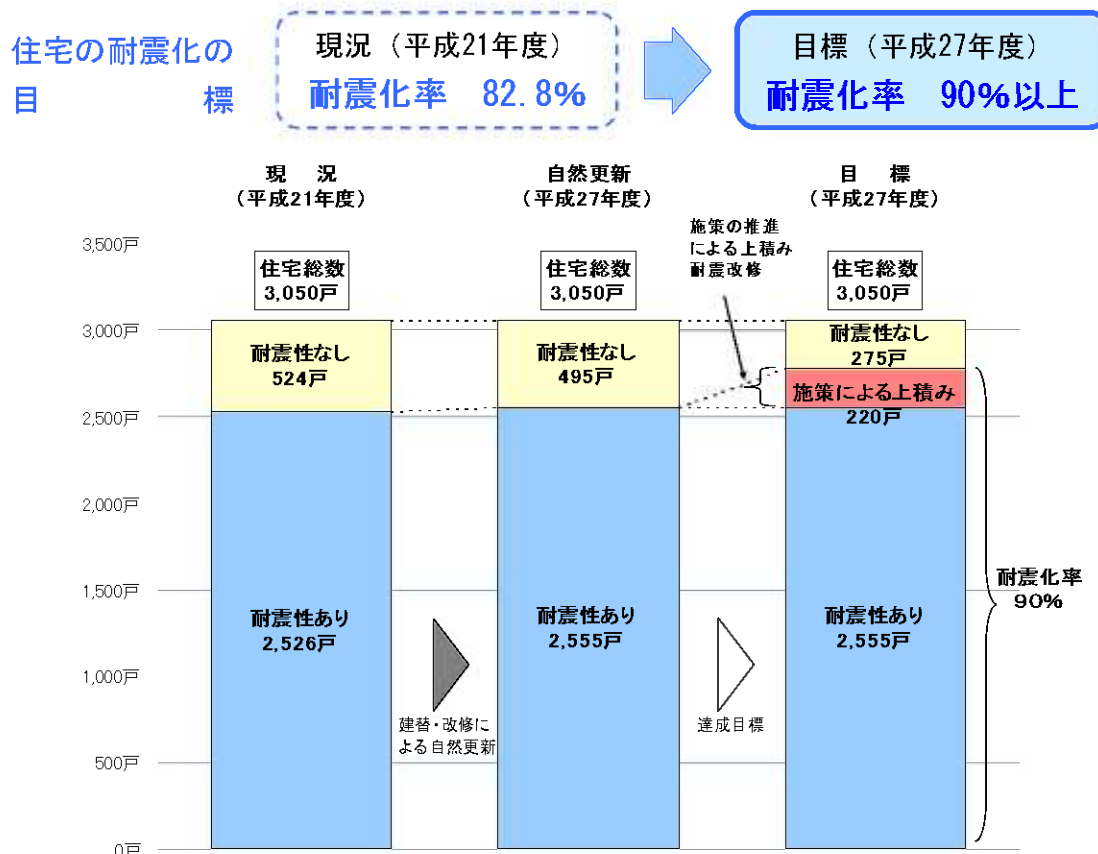 住宅の耐震化の
目　　　標
現況（平成21年度）
耐震化率　82.8%
目標（平成27年度）
耐震化率　90%以上
現　況
（平成21年度）
自然更新
（平成27年度）
目　標
（平成27年度）
施策の推進
による上積み
耐震改修
3,500戸
3,000戸
2,500戸
2,000戸
1,500戸
1,000戸
500戸
0戸
住宅総数
3,050戸
耐震性なし
524戸
耐震性あり
2,526戸
建替・改修に
よる自然更新
住宅総数
3,050戸
耐震性なし
495戸
耐震性あり
2,555戸
達成目標
住宅総数
3,050戸
耐震性なし
275戸
施策による上積み
220戸
耐震性あり
2,555戸
耐震化率
90%